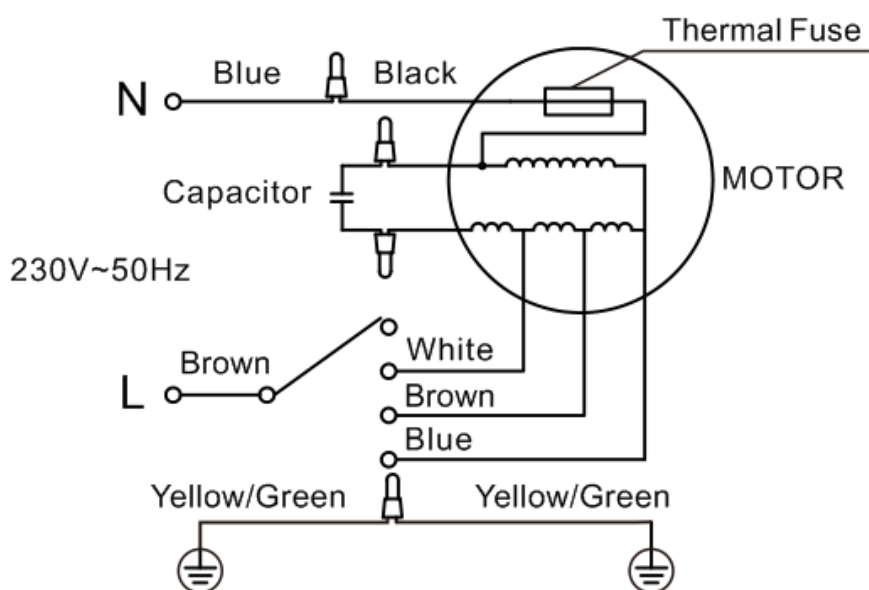 Thermal Fuse
Blue
Black
N
Capacitor
MOTOR
230V~50Hz
White
Brown
L
Brown
Blue
Yellow/Green
Yellow/Green